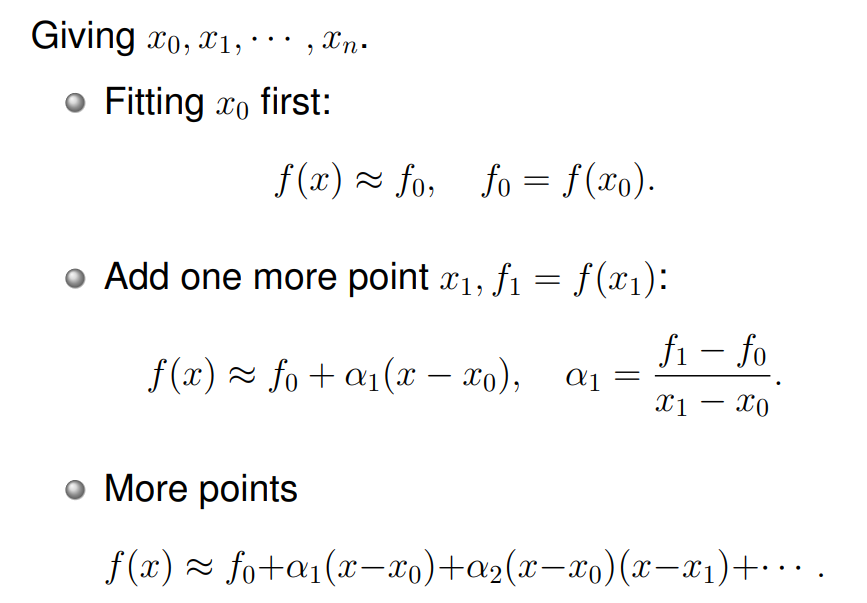 Giving $x_0, x_1, \cdots, x_n$.
Fitting $x_0$ first:
$f(x) \approx f_0, \quad f_0 = f(x_0).$
Add one more point $x_1, f_1 = f(x_1)$:
$f(x) \approx f_0 + \alpha_1(x - x_0), \quad \alpha_1 = \frac{f_1 - f_0}{x_1 - x_0}.$
More points
$f(x) \approx f_0 + \alpha_1(x - x_0) + \alpha_2(x - x_0)(x - x_1) + \cdots.$